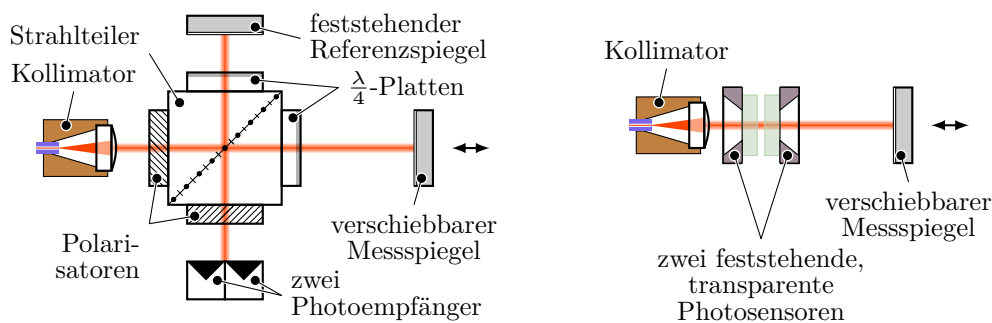 Strahlteiler
Kollimator
feststehender
Referenzspiegel
λ/4-Platten
verschiebbarer
Messspiegel
Polari-
satoren
zwei
Photoempfänger
Kollimator
verschiebbarer
Messspiegel
zwei feststehende,
transparente
Photosensoren